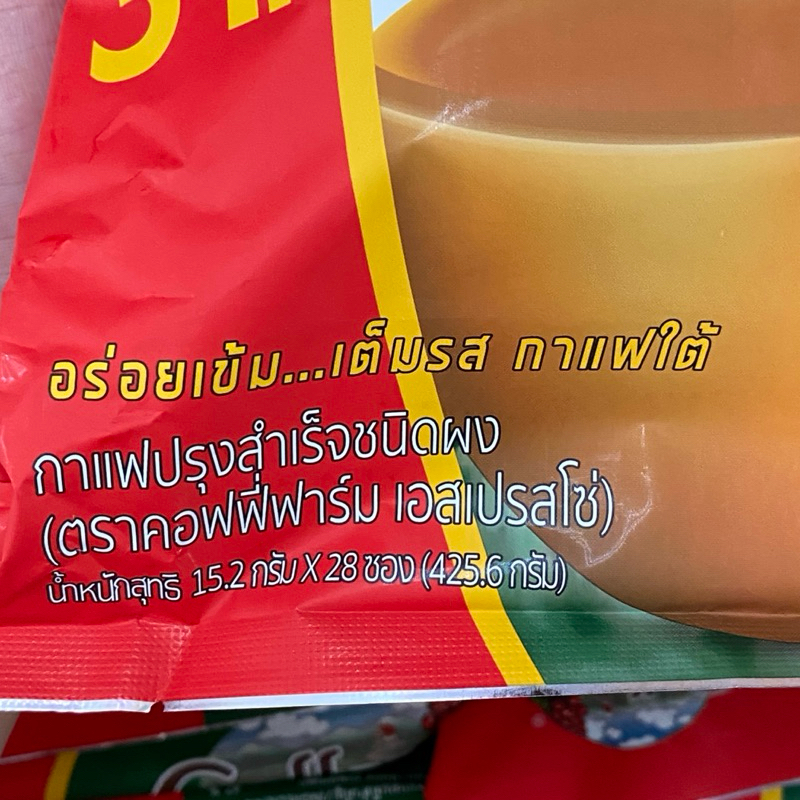 อร่อยเข้ม...เต็มรส กาแฟใต้
กาแฟปรุงสำเร็จชนิดผง
(ตราคอฟฟี่ฟาร์ม เอสเปรสโซ่)
น้ำหนักสุทธิ 15.2 กรัม X 28 ซอง (425.6 กรัม)